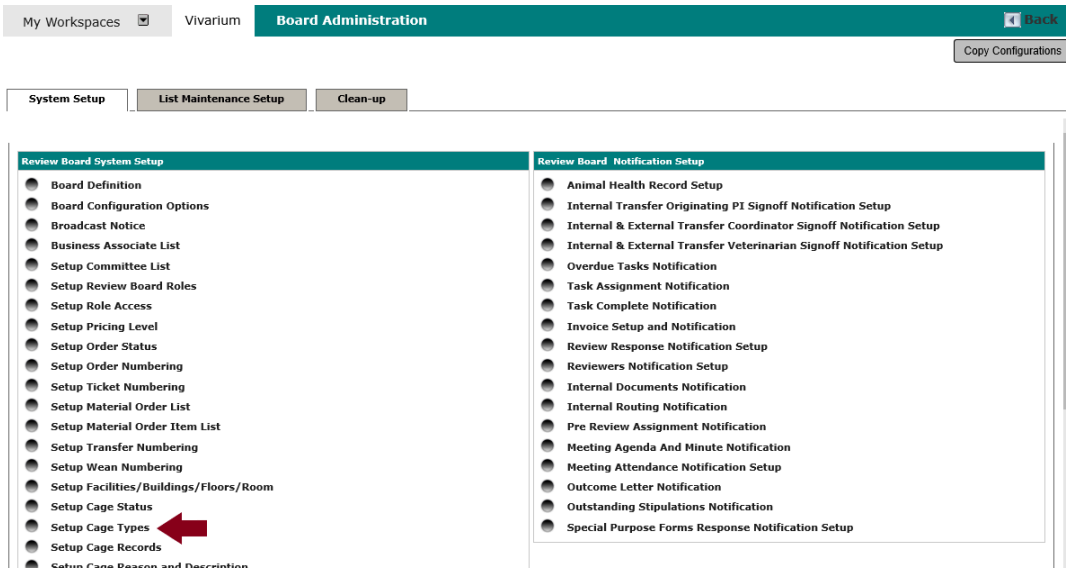 My Workspaces Vivarium Board Administration Back
Copy Configurations
System Setup List Maintenance Setup Clean-up
Review Board System Setup
Board Definition
Board Configuration Options
Broadcast Notice
Business Associate List
Setup Committee List
Setup Review Board Roles
Setup Role Access
Setup Pricing Level
Setup Order Status
Setup Order Numbering
Setup Ticket Numbering
Setup Material Order List
Setup Material Order Item List
Setup Transfer Numbering
Setup Wean Numbering
Setup Facilities/Buildings/Floors/Room
Setup Cage Status
Setup Cage Types
Setup Cage Records
Setup Cage Reason and Description
Review Board Notification Setup
Animal Health Record Setup
Internal Transfer Originating PI Signoff Notification Setup
Internal & External Transfer Coordinator Signoff Notification Setup
Internal & External Transfer Veterinarian Signoff Notification Setup
Overdue Tasks Notification
Task Assignment Notification
Task Complete Notification
Invoice Setup and Notification
Review Response Notification Setup
Reviewers Notification Setup
Internal Documents Notification
Internal Routing Notification
Pre Review Assignment Notification
Meeting Agenda And Minute Notification
Meeting Attendance Notification Setup
Outcome Letter Notification
Outstanding Stipulations Notification
Special Purpose Forms Response Notification Setup